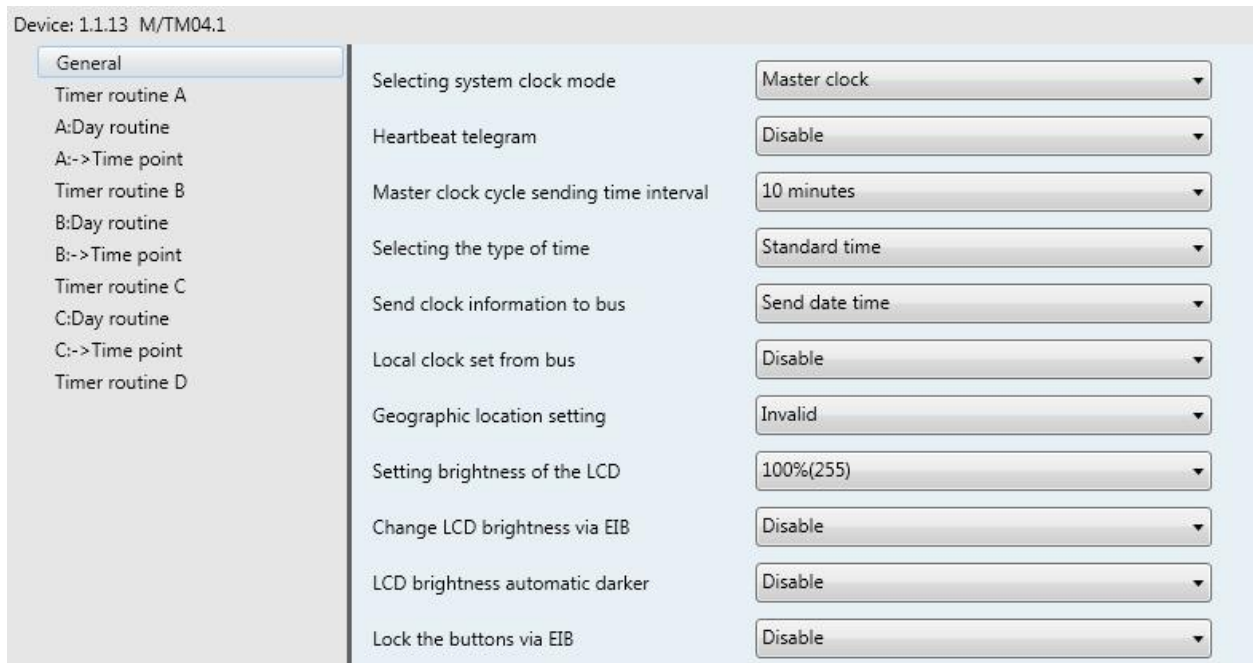 Device: 1.1.13 M/TM04.1
General
Timer routine A
A:Day routine
A:->Time point
Timer routine B
B:Day routine
B:->Time point
Timer routine C
C:Day routine
C:->Time point
Timer routine D
Selecting system clock mode Master clock
Heartbeat telegram Disable
Master clock cycle sending time interval 10 minutes
Selecting the type of time Standard time
Send clock information to bus Send date time
Local clock set from bus Disable
Geographic location setting Invalid
Setting brightness of the LCD 100%(255)
Change LCD brightness via EIB Disable
LCD brightness automatic darker Disable
Lock the buttons via EIB Disable